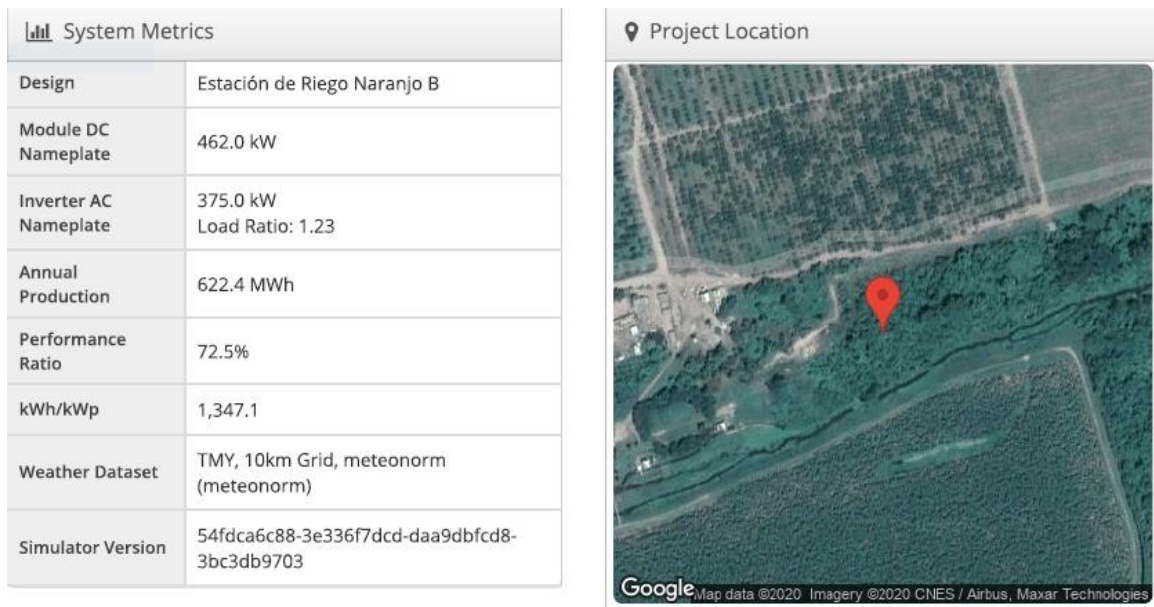 System Metrics
Design
Estación de Riego Naranjo B
Module DC
Nameplate
462.0 kW
Inverter AC
Nameplate
375.0 kW
Load Ratio: 1.23
Annual
Production
622.4 MWh
Performance
Ratio
72.5%
kWh/kWp
1,347.1
Weather Dataset
TMY, 10km Grid, meteonorm
(meteonorm)
Simulator Version
54fdca6c88-3e336f7dcd-daa9dbfcd8-
3bc3db9703
Project Location
Google
Map data ©2020 Imagery ©2020 CNES / Airbus, Maxar Technologies